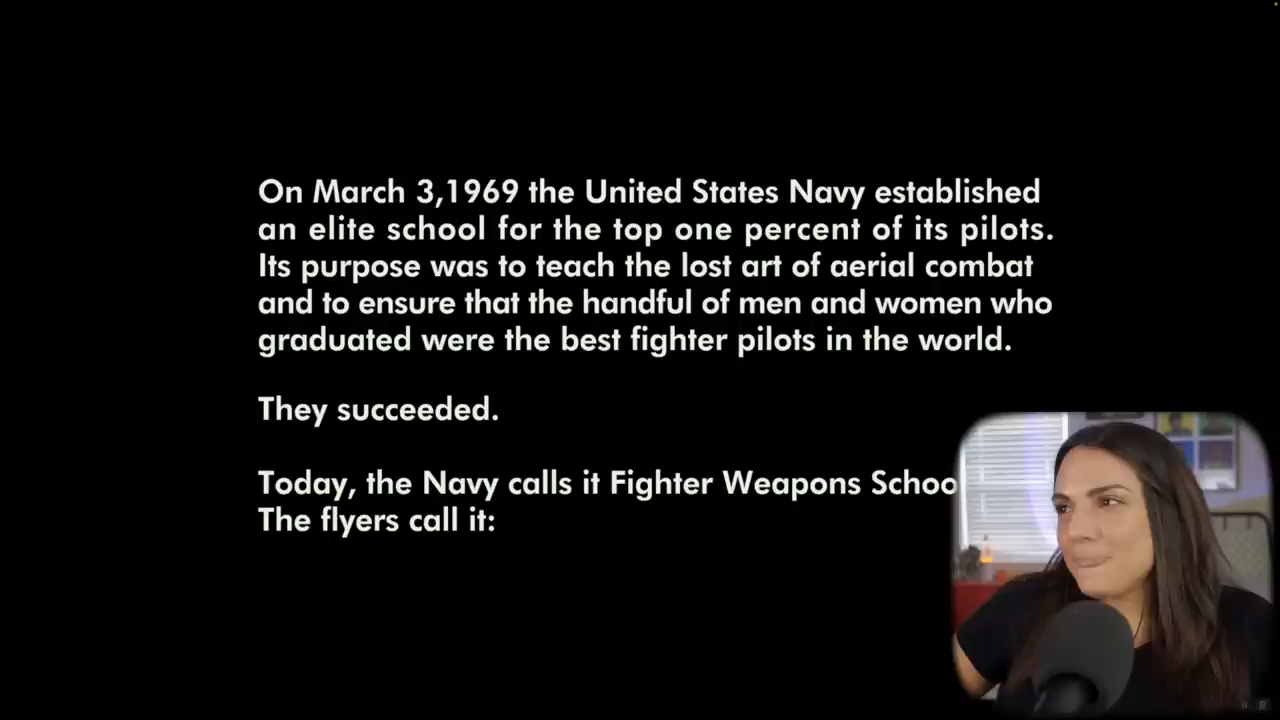 On March 3,1969 the United States Navy established
an elite school for the top one percent of its pilots.
Its purpose was to teach the lost art of aerial combat
and to ensure that the handful of men and women who
graduated were the best fighter pilots in the world.
They succeeded.
Today, the Navy calls it Fighter Weapons Schoo
The flyers call it: